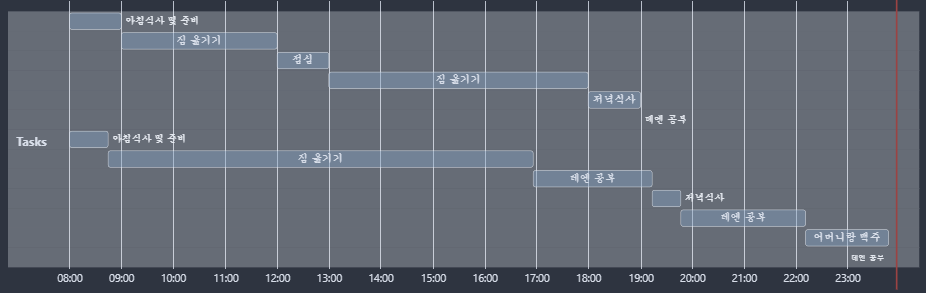 아침식사 및 준비
짐 옮기기
점심
짐 옮기기
저녁식사
데엔 공부
Tasks
아침식사 및 준비
짐 옮기기
데엔 공부
저녁식사
데엔 공부
어머니랑 맥주
데엔 공부
08:00 09:00 10:00 11:00 12:00 13:00 14:00 15:00 16:00 17:00 18:00 19:00 20:00 21:00 22:00 23:00